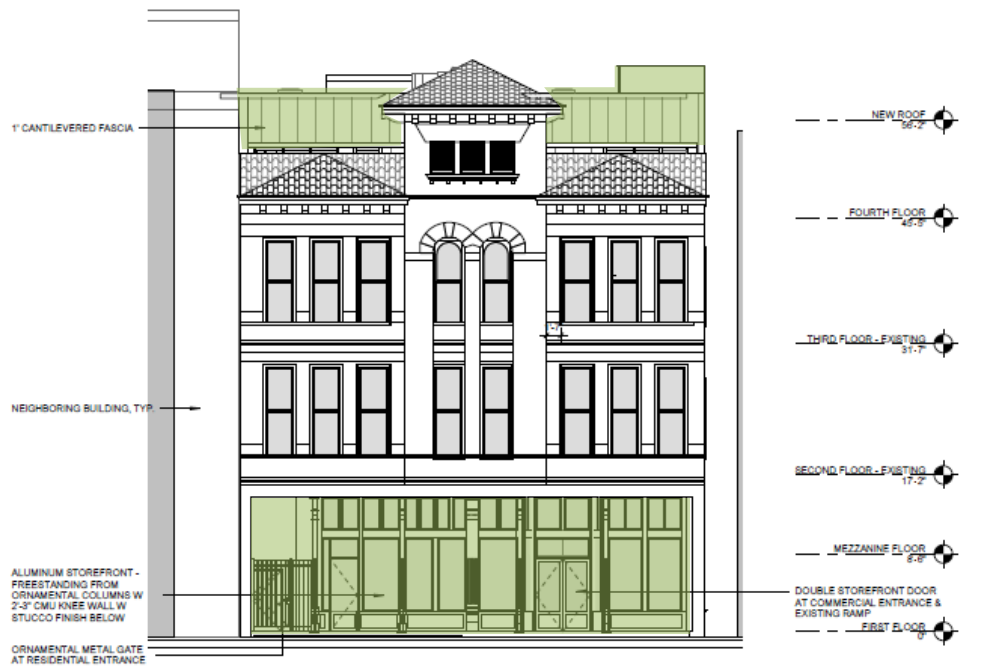 1' CANTILEVERED FASCIA
NEW ROOF
56'-2"
FOURTH FLOOR
45'-5"
THIRD FLOOR - EXISTING
31'-7"
NEIGHBORING BUILDING, TYP.
SECOND FLOOR - EXISTING
17'-2"
MEZZANINE FLOOR
8'-6"
ALUMINUM STOREFRONT -
FREESTANDING FROM
ORNAMENTAL COLUMNS W
2'-3" CMU KNEE WALL W
STUCCO FINISH BELOW
DOUBLE STOREFRONT DOOR
AT COMMERCIAL ENTRANCE &
EXISTING RAMP
FIRST FLOOR
0"
ORNAMENTAL METAL GATE
AT RESIDENTIAL ENTRANCE